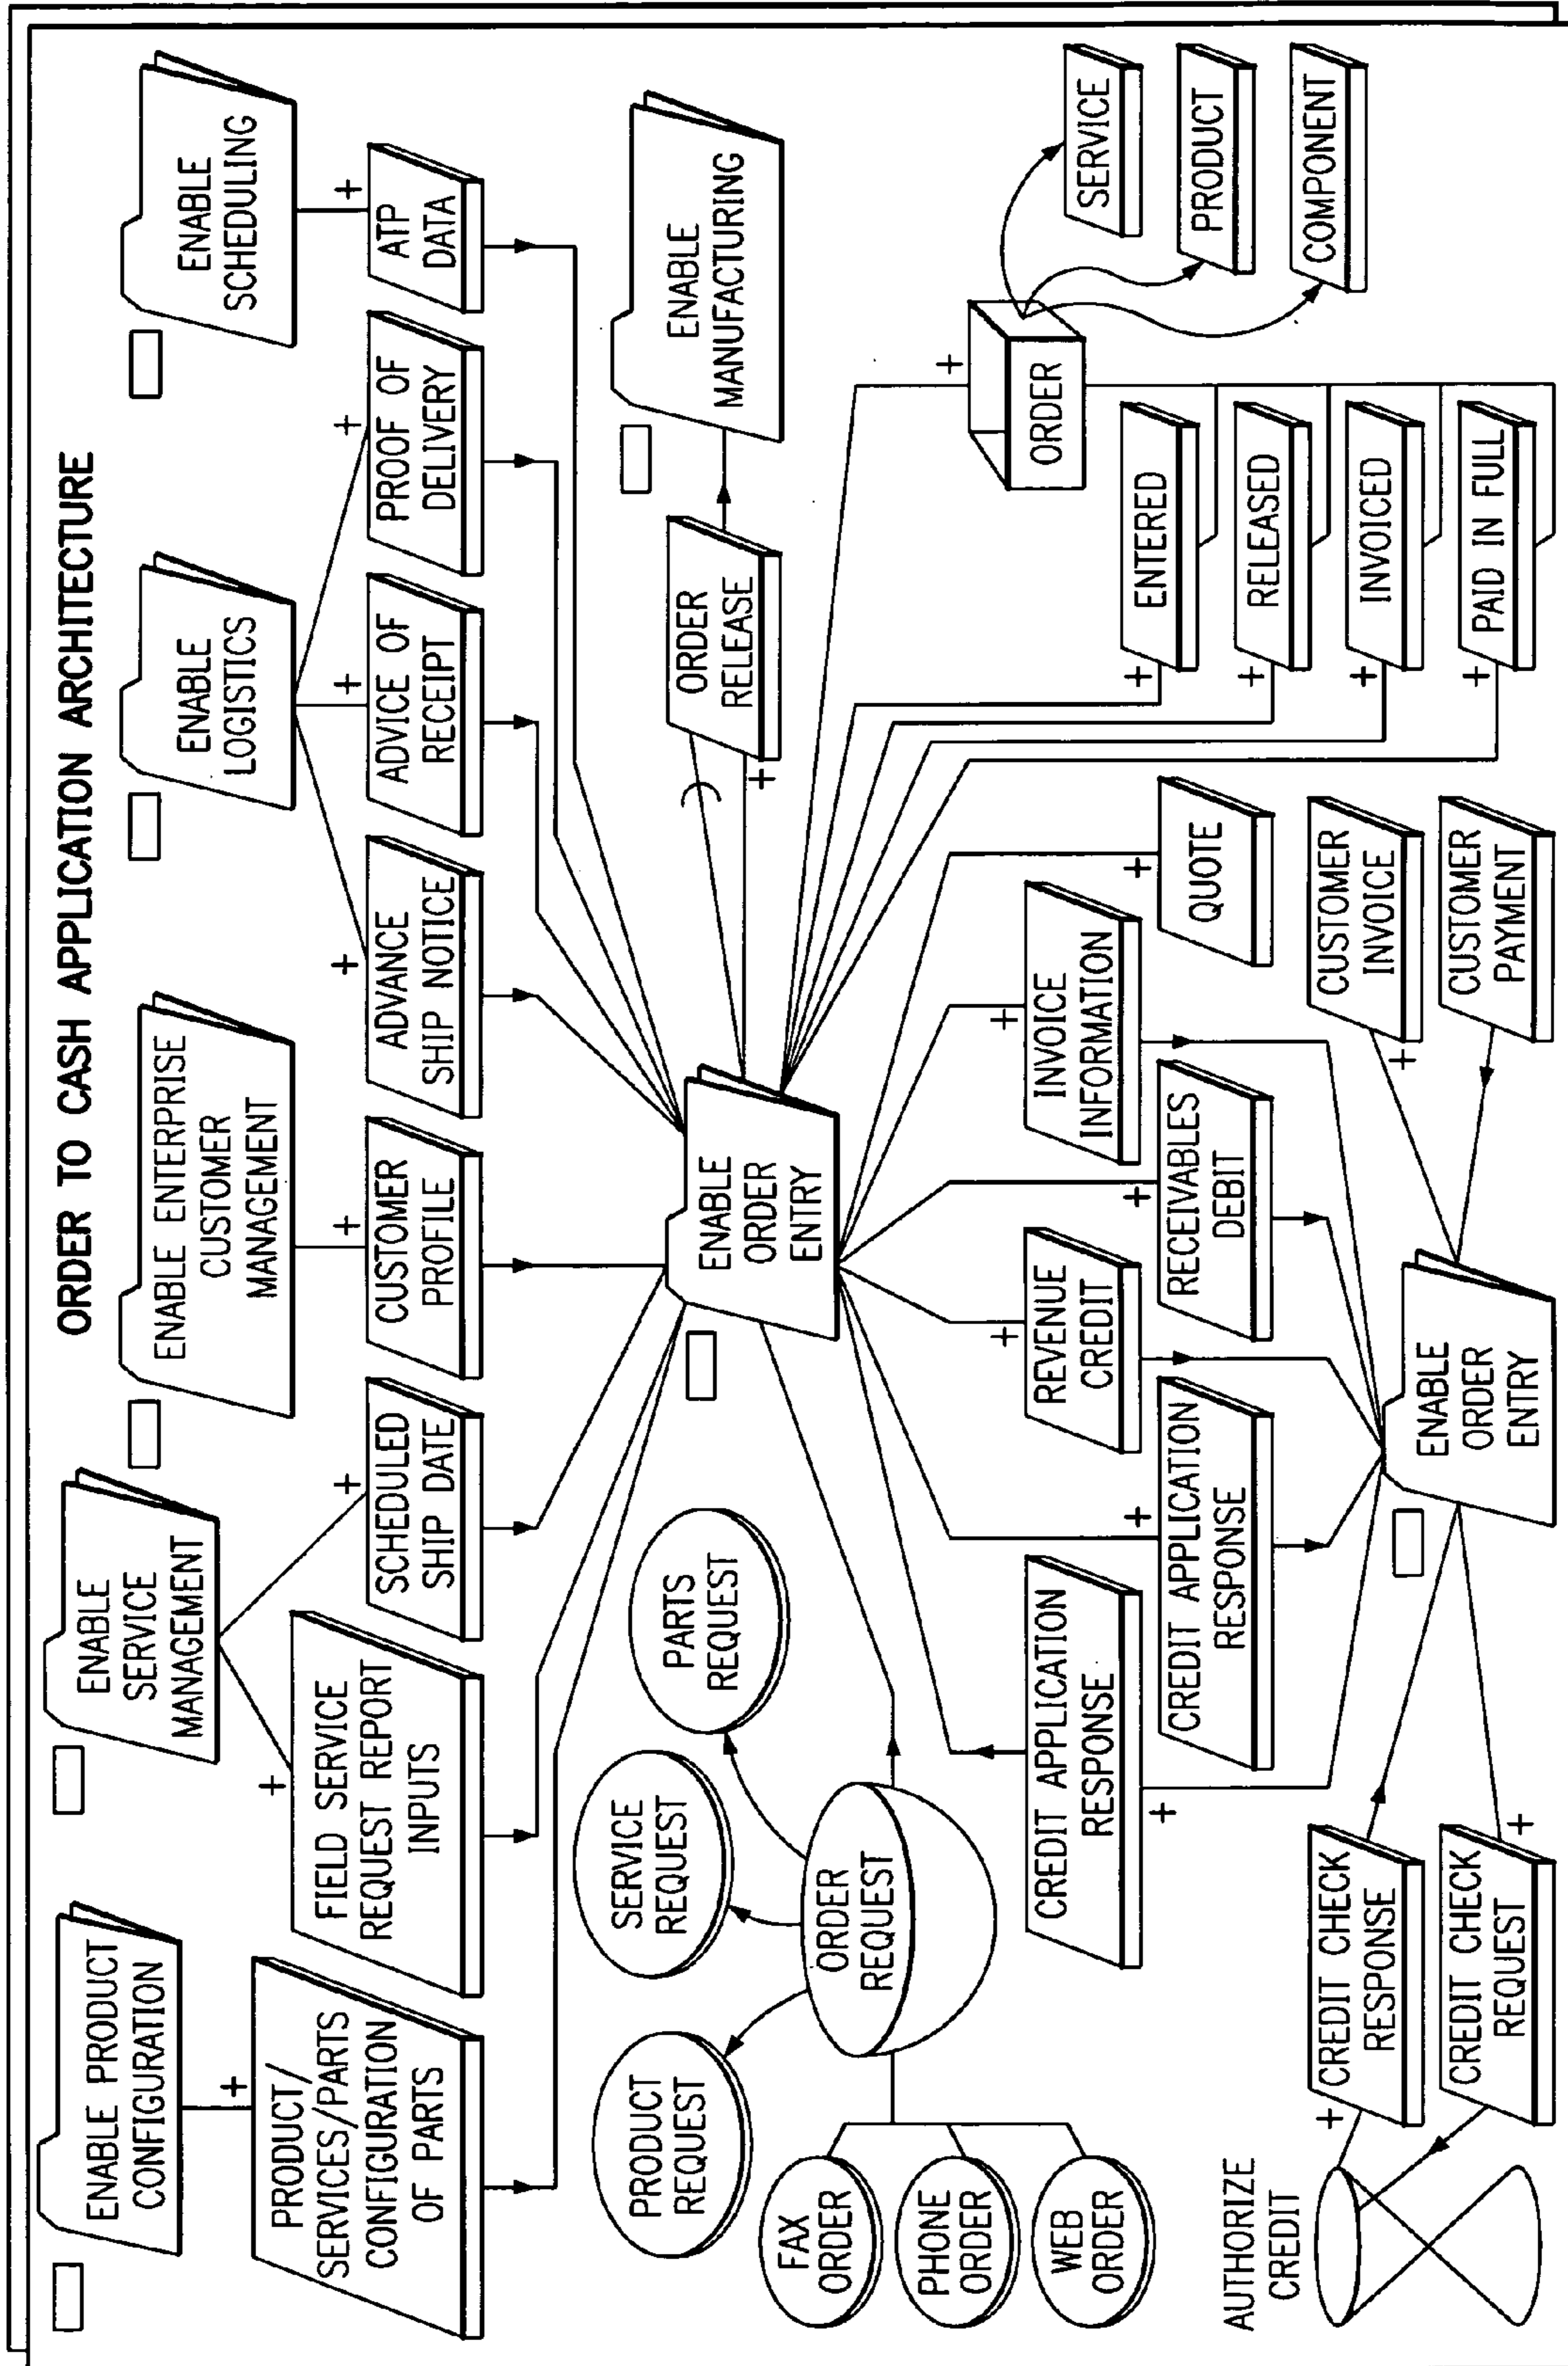 ORDER TO CASH APPLICATION ARCHITECTURE
ENABLE PRODUCT
CONFIGURATION
ENABLE
SERVICE
MANAGEMENT
ENABLE ENTERPRISE
CUSTOMER
MANAGEMENT
ENABLE
LOGISTICS
ENABLE
SCHEDULING
+
+
+
+
+
+
+
+
PRODUCT/
SERVICES/PARTS
CONFIGURATION
OF PARTS
FIELD SERVICE
REQUEST REPORT
INPUTS
SCHEDULED
SHIP DATE
CUSTOMER
PROFILE
ADVANCE
SHIP NOTICE
ADVICE OF
RECEIPT
PROOF OF
DELIVERY
ATP
DATA
PRODUCT
REQUEST
SERVICE
REQUEST
PARTS
REQUEST
ENABLE
ORDER
ENTRY
ORDER
RELEASE
+
ENABLE
MANUFACTURING
FAX
ORDER
PHONE
ORDER
WEB
ORDER
ORDER
REQUEST
+
ORDER
SERVICE
PRODUCT
COMPONENT
CREDIT APPLICATION
RESPONSE
+
+
REVENUE
CREDIT
+
INVOICE
INFORMATION
+
ENTERED
+
RELEASED
+
INVOICED
+
PAID IN FULL
+
CREDIT APPLICATION
RESPONSE
+
RECEIVABLES
DEBIT
+
QUOTE
AUTHORIZE
CREDIT
+
CREDIT CHECK
RESPONSE
CREDIT CHECK
REQUEST
+
ENABLE
ORDER
ENTRY
CUSTOMER
INVOICE
+
CUSTOMER
PAYMENT